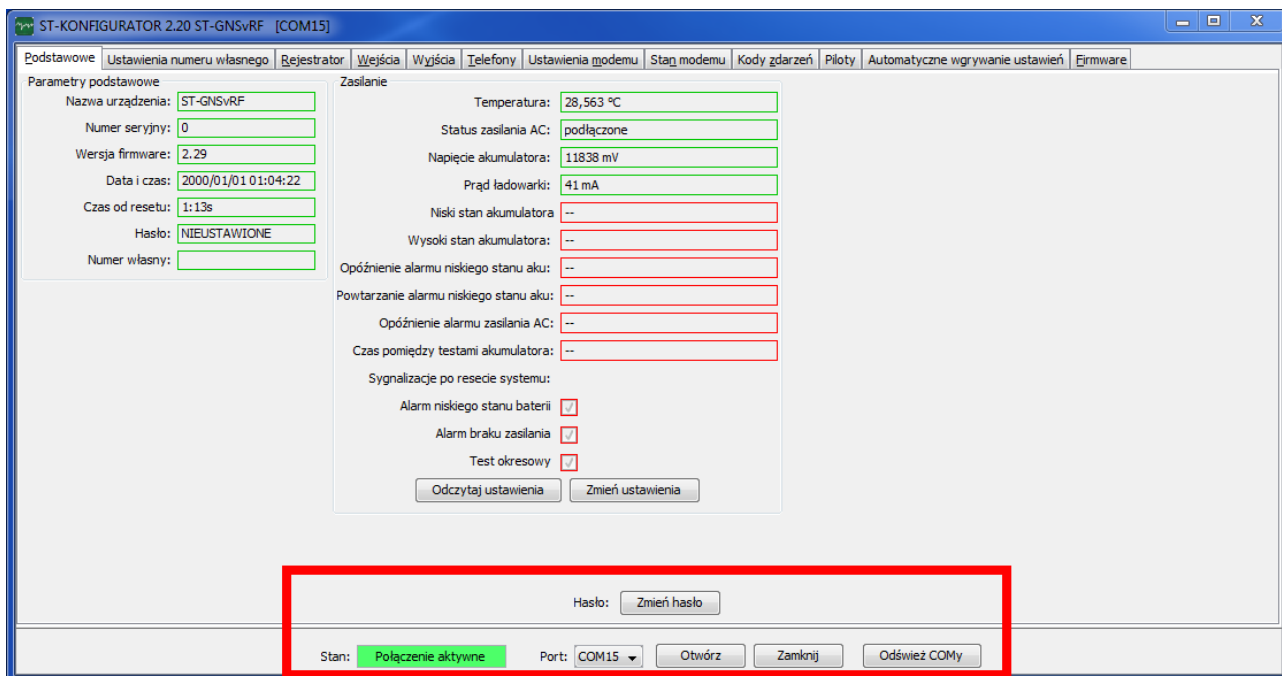 ST-KONFIGURATOR 2.20 ST-GNSvRF [COM15]
Podstawowe Ustawienia numeru własnego Rejestrator Wejścia Wyjścia Telefony Ustawienia modemu Stan modemu Kody zdarzeń Piloty Automatyczne wgrywanie ustawień Firmware
Parametry podstawowe
Nazwa urządzenia: ST-GNSvRF
Numer seryjny: 0
Wersja firmware: 2.29
Data i czas: 2000/01/01 01:04:22
Czas od resetu: 1:13s
Hasło: NIEUSTAWIONE
Numer własny:
Zasilanie
Temperatura: 28,563 ºC
Status zasilania AC: podłączone
Napięcie akumulatora: 11838 mV
Prąd ładowarki: 41 mA
Niski stan akumulatora --
Wysoki stan akumulatora: --
Opóźnienie alarmu niskiego stanu aku: --
Powtarzanie alarmu niskiego stanu aku: --
Opóźnienie alarmu zasilania AC: --
Czas pomiędzy testami akumulatora: --
Sygnalizacje po resecie systemu:
Alarm niskiego stanu baterii
Alarm braku zasilania
Test okresowy
Odczytaj ustawienia Zmień ustawienia
Hasło: Zmień hasło
Stan: Połączenie aktywne Port: COM15 Otwórz Zamknij Odśwież COMy